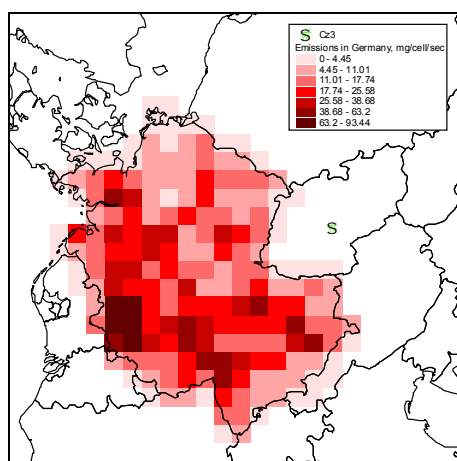 S Cz3
Emissions in Germany, mg/cell/sec
0 - 4.45
4.45 - 11.01
11.01 - 17.74
17.74 - 25.58
25.58 - 38.68
38.68 - 63.2
63.2 - 93.44
S